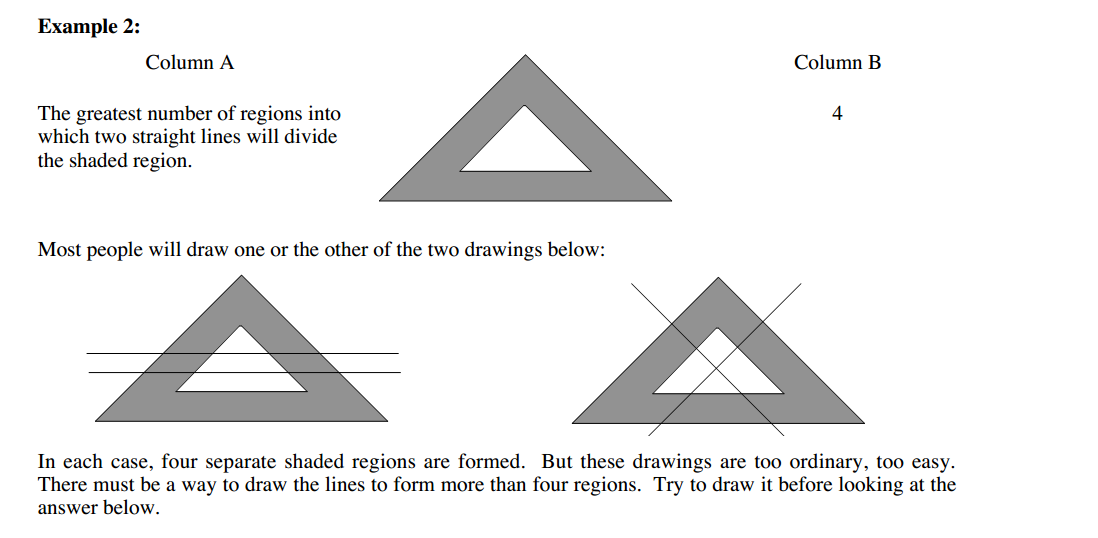 Example 2:
Column A
Column B
The greatest number of regions into
which two straight lines will divide
the shaded region.
4
Most people will draw one or the other of the two drawings below:
In each case, four separate shaded regions are formed. But these drawings are too ordinary, too easy.
There must be a way to draw the lines to form more than four regions. Try to draw it before looking at the
answer below.